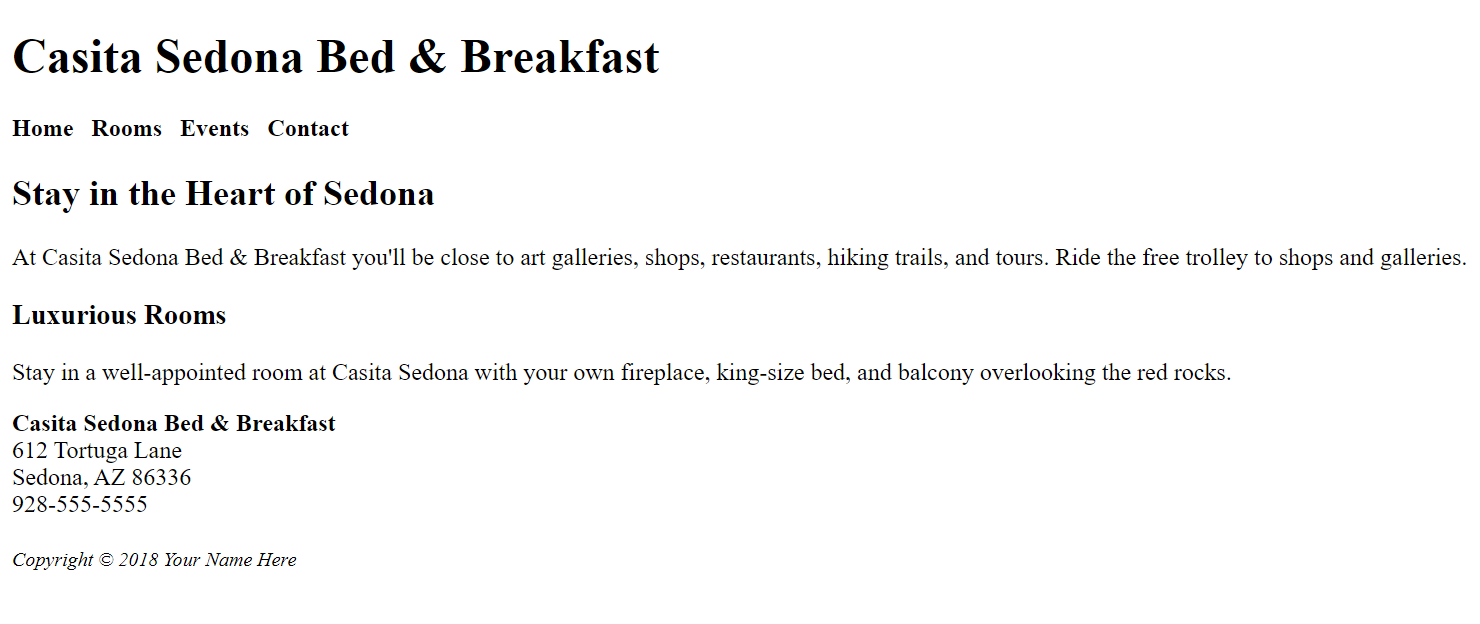 Casita Sedona Bed & Breakfast
Home Rooms Events Contact
Stay in the Heart of Sedona
At Casita Sedona Bed & Breakfast you'll be close to art galleries, shops, restaurants, hiking trails, and tours. Ride the free trolley to shops and galleries.
Luxurious Rooms
Stay in a well-appointed room at Casita Sedona with your own fireplace, king-size bed, and balcony overlooking the red rocks.
Casita Sedona Bed & Breakfast
612 Tortuga Lane
Sedona, AZ 86336
928-555-5555
Copyright © 2018 Your Name Here